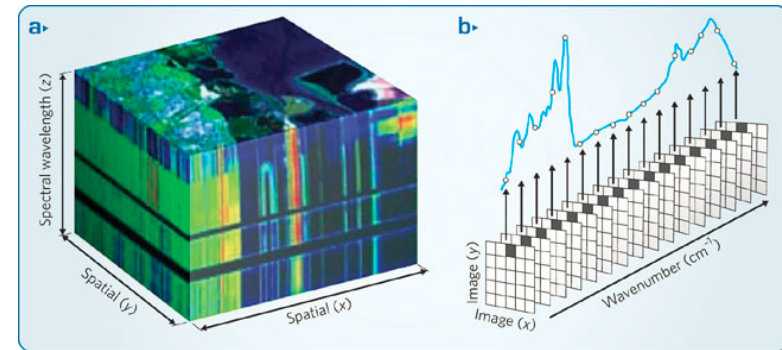 a▸
Spectral wavelength (z)
Spatial (y)
Spatial (x)
b▸
Image (y)
Image (x)
Wavenumber (cm⁻¹)